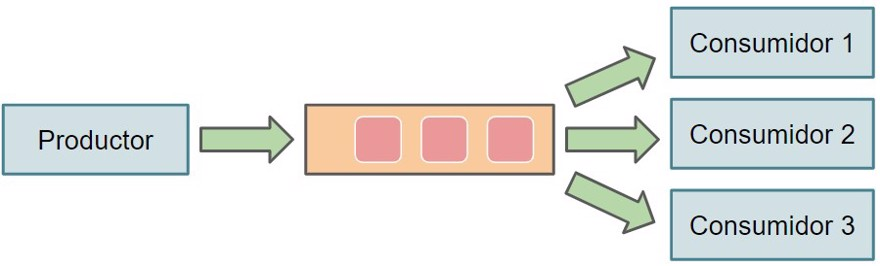 Productor
Consumidor 1
Consumidor 2
Consumidor 3